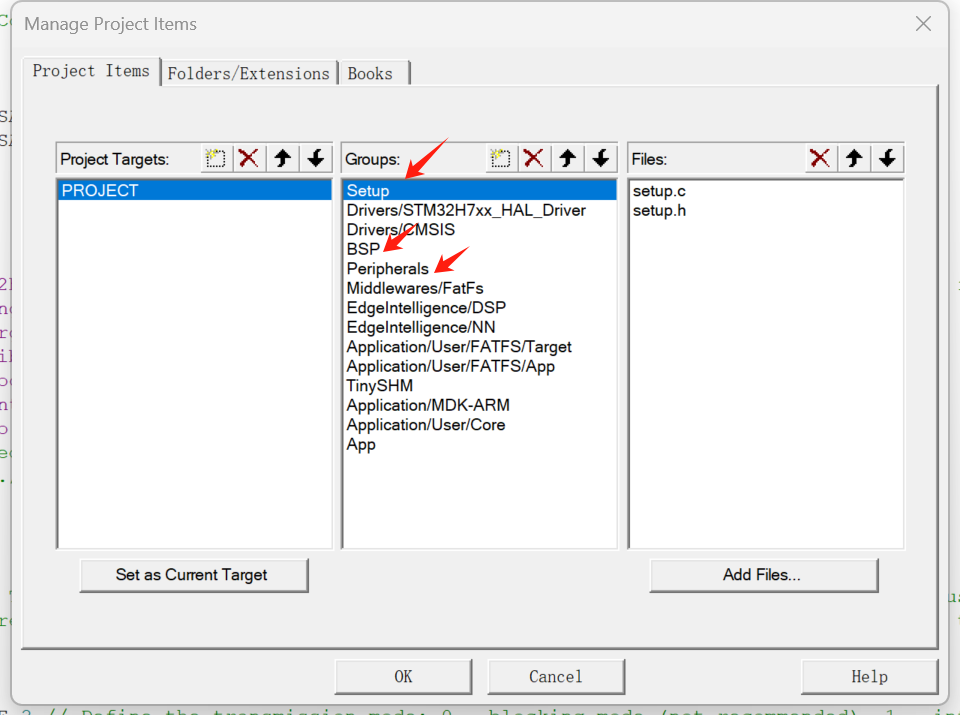 Manage Project Items
Project Items
Folders/Extensions
Books
Project Targets:
PROJECT
Set as Current Target
Groups:
Setup
Drivers/STM32H7xx_HAL_Driver
Drivers/CMSIS
BSP
Peripherals
Middlewares/FatFs
EdgeIntelligence/DSP
EdgeIntelligence/NN
Application/User/FATFS/Target
Application/User/FATFS/App
TinySHM
Application/MDK-ARM
Application/User/Core
App
Files:
setup.c
setup.h
Add Files...
OK
Cancel
Help